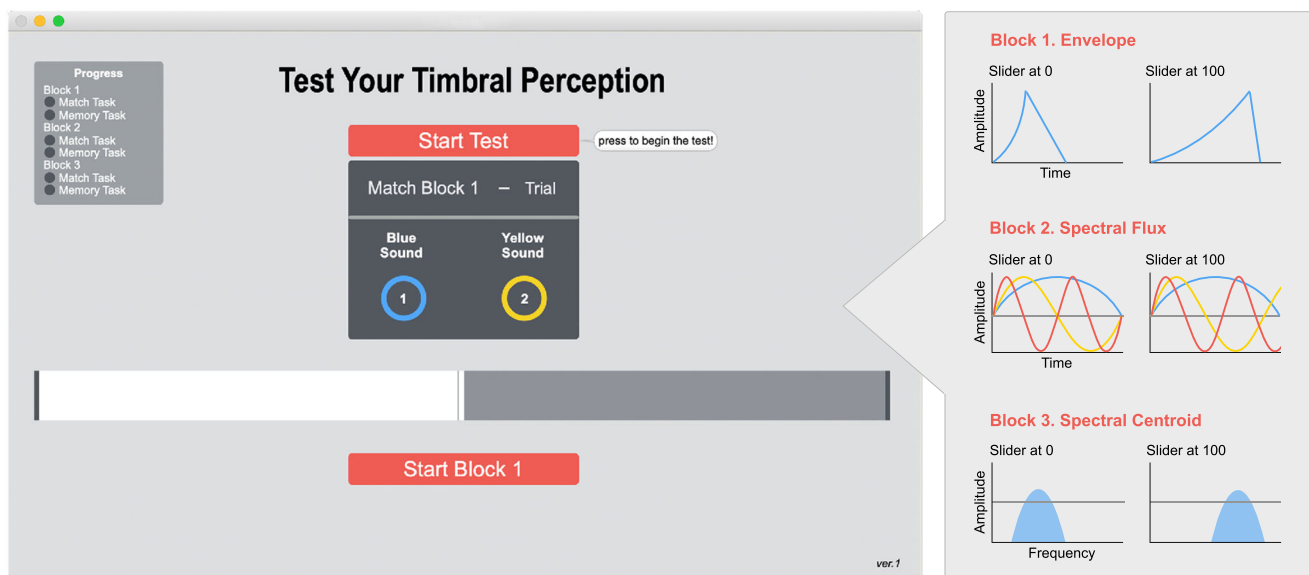 Progress
Block 1
Match Task
Memory Task
Block 2
Match Task
Memory Task
Block 3
Match Task
Memory Task
Test Your Timbral Perception
Start Test
press to begin the test!
Match Block 1 – Trial
Blue
Sound
Yellow
Sound
1
2
Start Block 1
ver.1
Block 1. Envelope
Slider at 0
Slider at 100
Amplitude
Time
Block 2. Spectral Flux
Slider at 0
Slider at 100
Amplitude
Time
Block 3. Spectral Centroid
Slider at 0
Slider at 100
Amplitude
Frequency